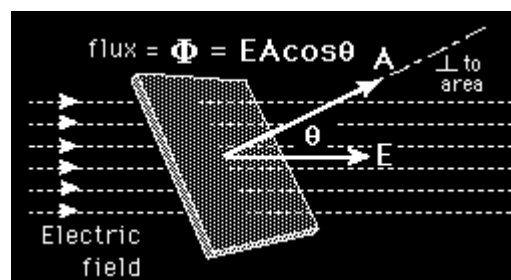 flux = Φ = EAcosθ
A
⊥ to
area
θ
E
Electric
field